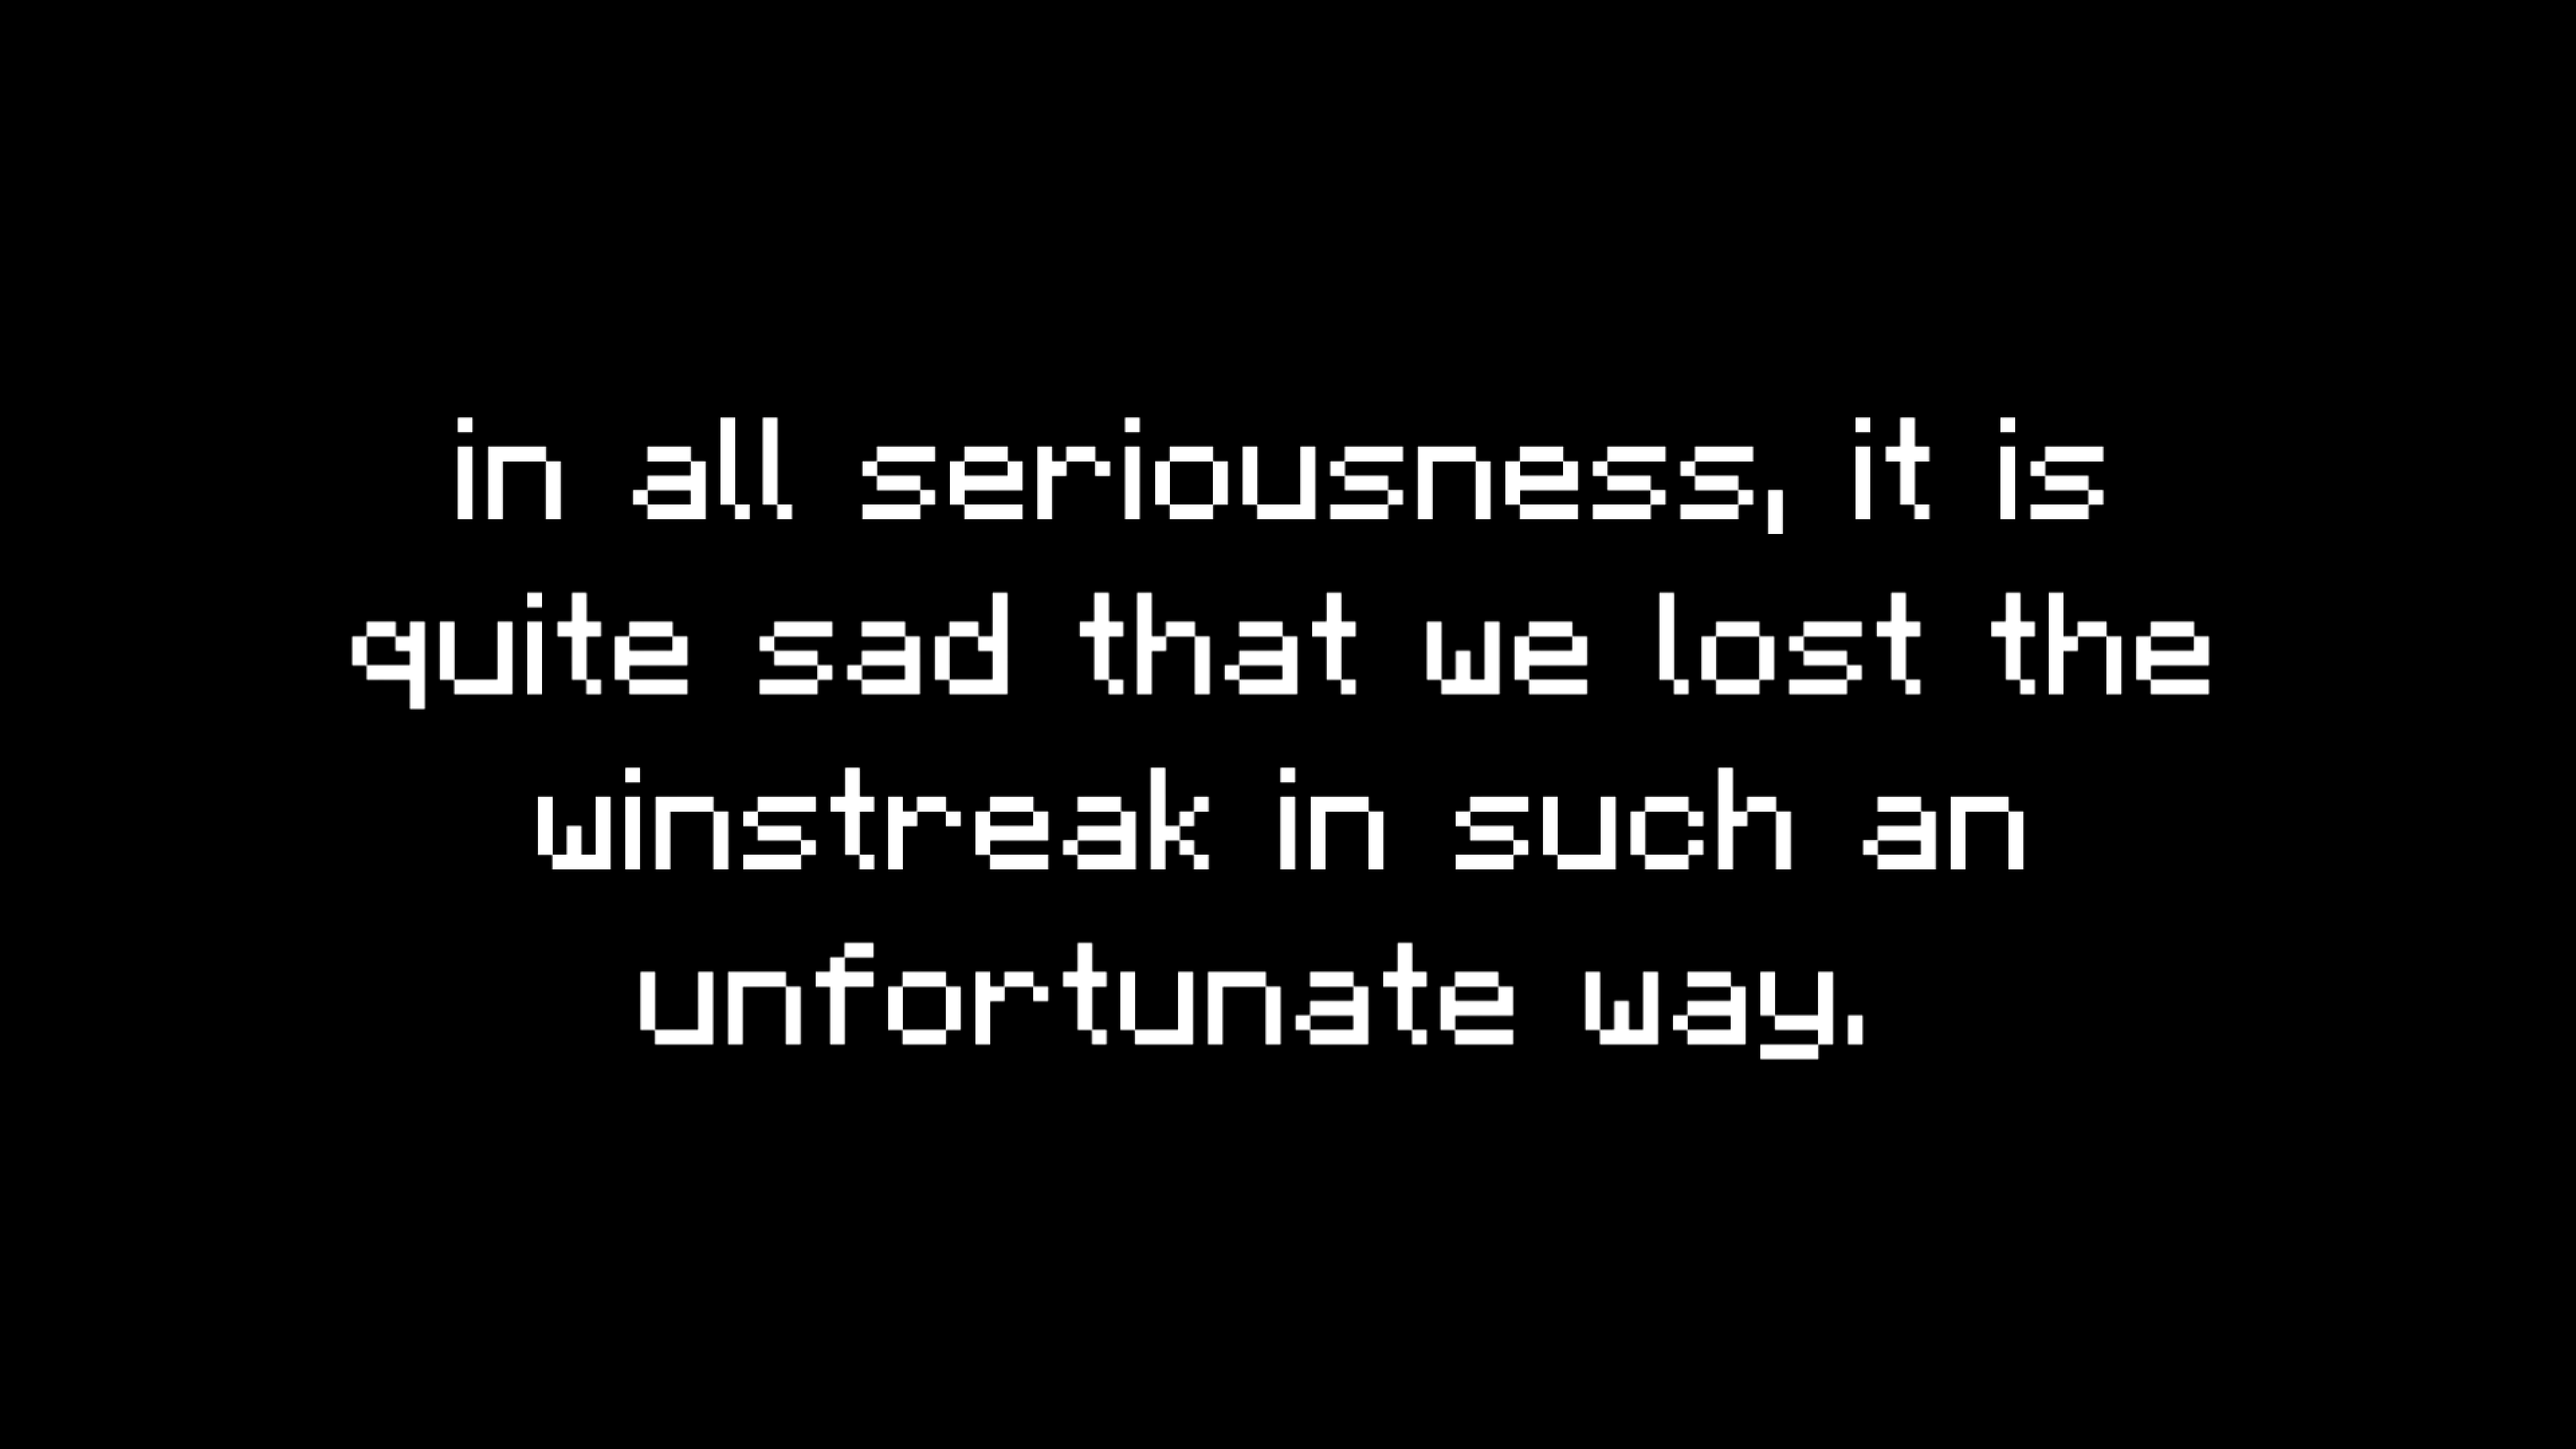 in all seriousness, it is
quite sad that we lost the
winstreak in such an
unfortunate way.